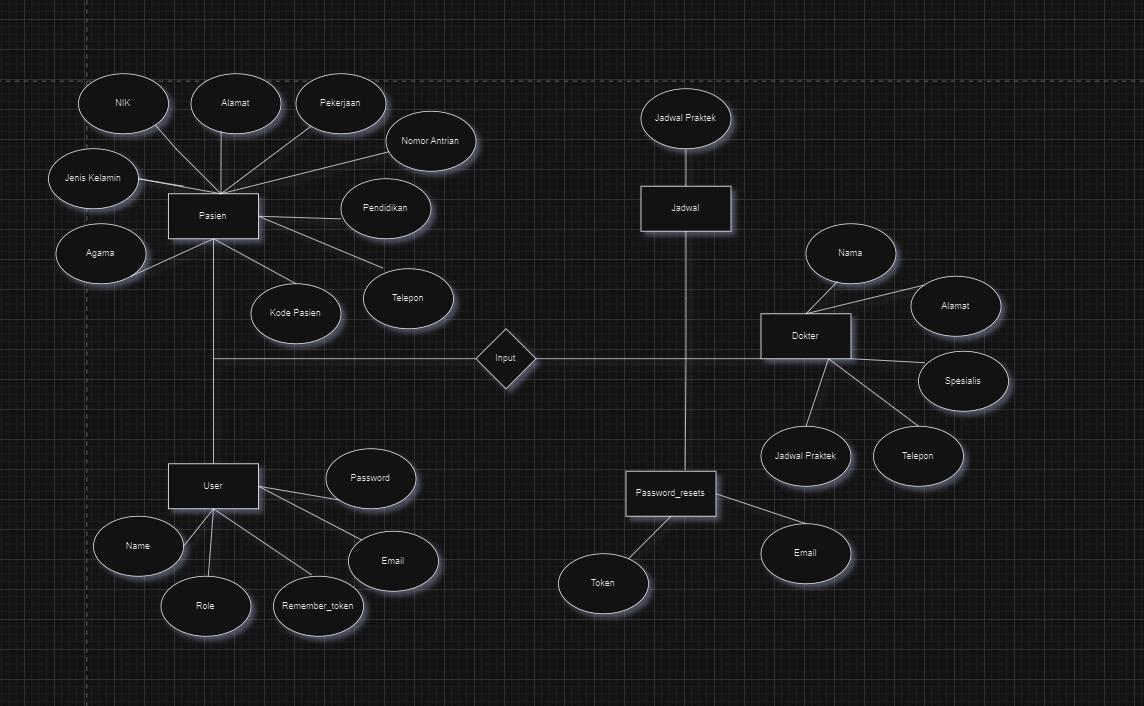 NIK
Alamat
Pekerjaan
Nomor Antrian
Jenis Kelamin
Pendidikan
Pasien
Agama
Kode Pasien
Telepon
Jadwal Praktek
Jadwal
Nama
Alamat
Dokter
Spesialis
Jadwal Praktek
Telepon
Input
User
Password
Name
Email
Role
Remember_token
Password_resets
Email
Token